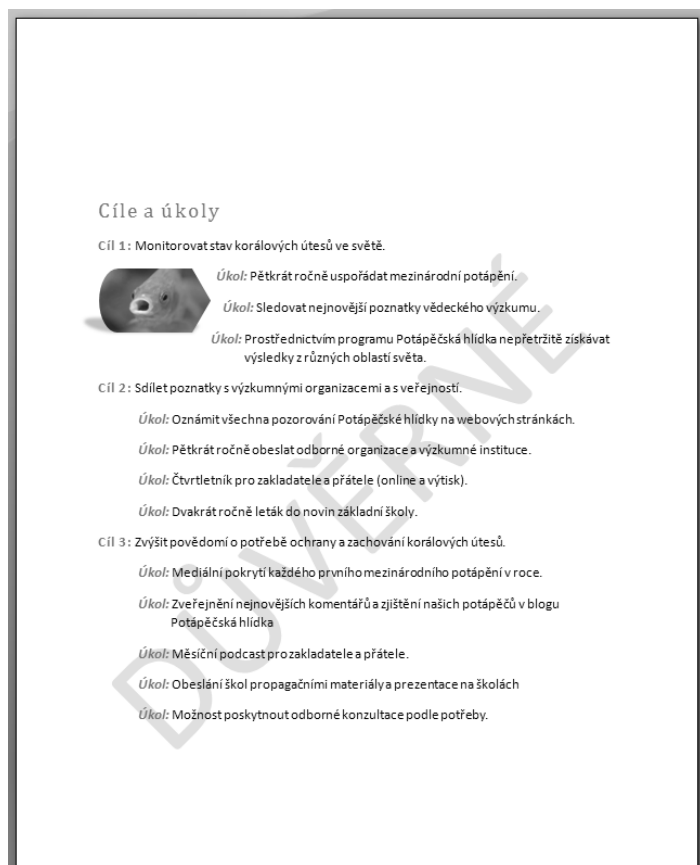 Cíle a úkoly
Cíl 1: Monitorovat stav korálových útesů ve světě.
Úkol: Pětkrát ročně uspořádat mezinárodní potápění.
Úkol: Sledovat nejnovější poznatky vědeckého výzkumu.
Úkol: Prostřednictvím programu Potápěčská hlídka nepřetržitě získávat
výsledky z různých oblastí světa.
Cíl 2: Sdílet poznatky s výzkumnými organizacemi a s veřejností.
Úkol: Oznámit všechna pozorování Potápěčské hlídky na webových stránkách.
Úkol: Pětkrát ročně obeslat odborné organizace a výzkumné instituce.
Úkol: Čtvrtletník pro zakladatele a přátele (online a výtisk).
Úkol: Dvakrát ročně leták do novin základní školy.
Cíl 3: Zvýšit povědomí o potřebě ochrany a zachování korálových útesů.
Úkol: Mediální pokrytí každého prvního mezinárodního potápění v roce.
Úkol: Zveřejnění nejnovějších komentářů a zjištění našich potápěčů v blogu
Potápěčská hlídka
Úkol: Měsíční podcast pro zakladatele a přátele.
Úkol: Obeslání škol propagačními materiály a prezentace na školách
Úkol: Možnost poskytnout odborné konzultace podle potřeby.
DŮVĚRNÉ